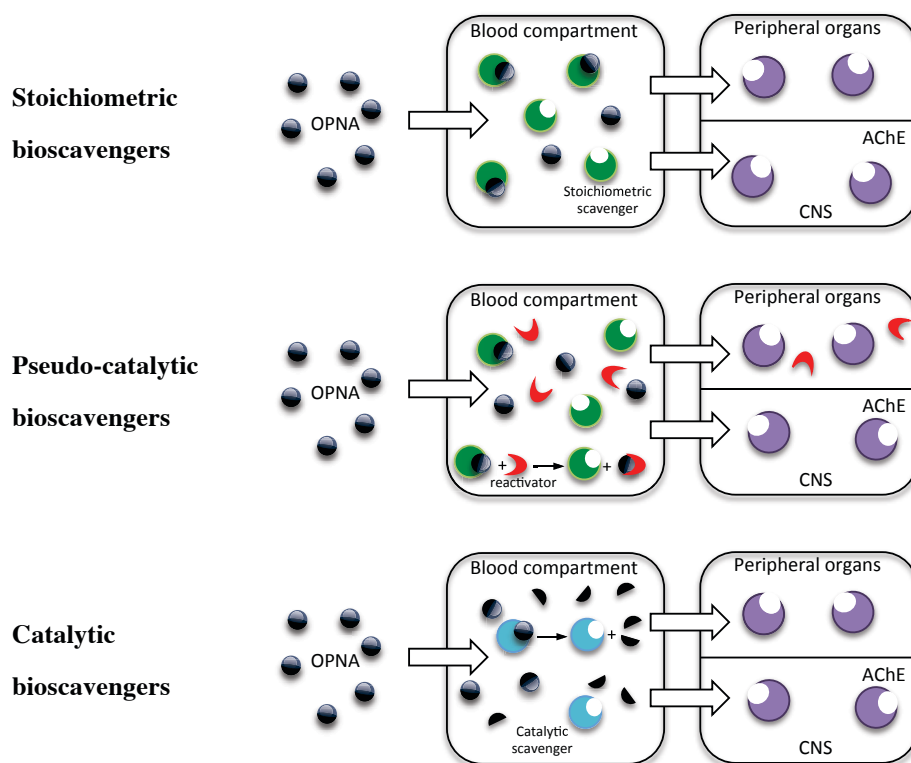 Stoichiometric
bioscavengers
OPNA
Blood compartment
Stoichiometric
scavenger
Peripheral organs
AChE
CNS
Pseudo-catalytic
bioscavengers
OPNA
Blood compartment
+ +
reactivator
Peripheral organs
AChE
CNS
Catalytic
bioscavengers
OPNA
Blood compartment
+
Catalytic
scavenger
Peripheral organs
AChE
CNS